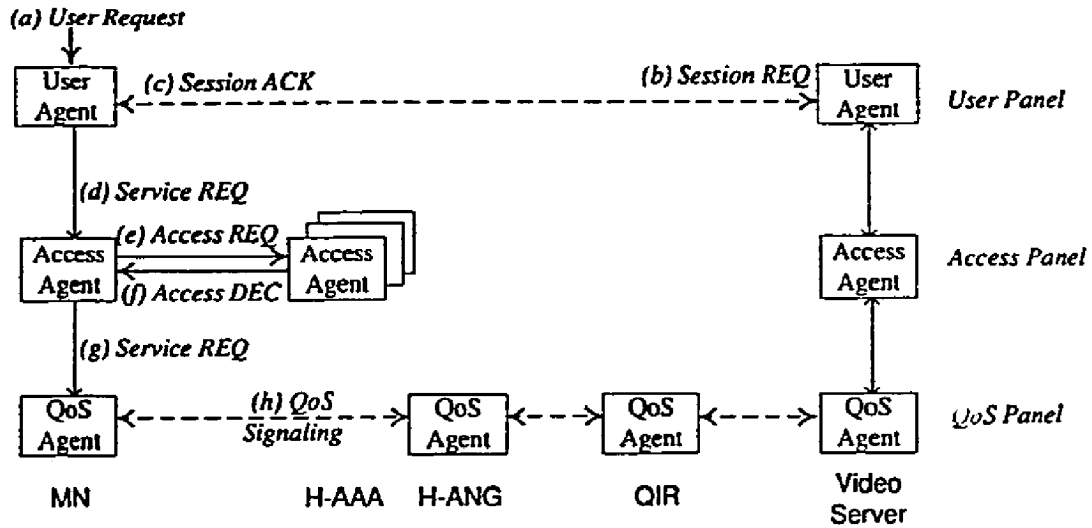 (a) User Request
User
Agent
(c) Session ACK
(b) Session REQ
User
Agent
User Panel
(d) Service REQ
(e) Access REQ
Access
Agent
Access
Agent
Access
Agent
Access Panel
(f) Access DEC
(g) Service REQ
QoS
Agent
(h) QoS
Signaling
QoS
Agent
QoS
Agent
QoS
Agent
QoS Panel
MN
H-AAA
H-ANG
QIR
Video
Server